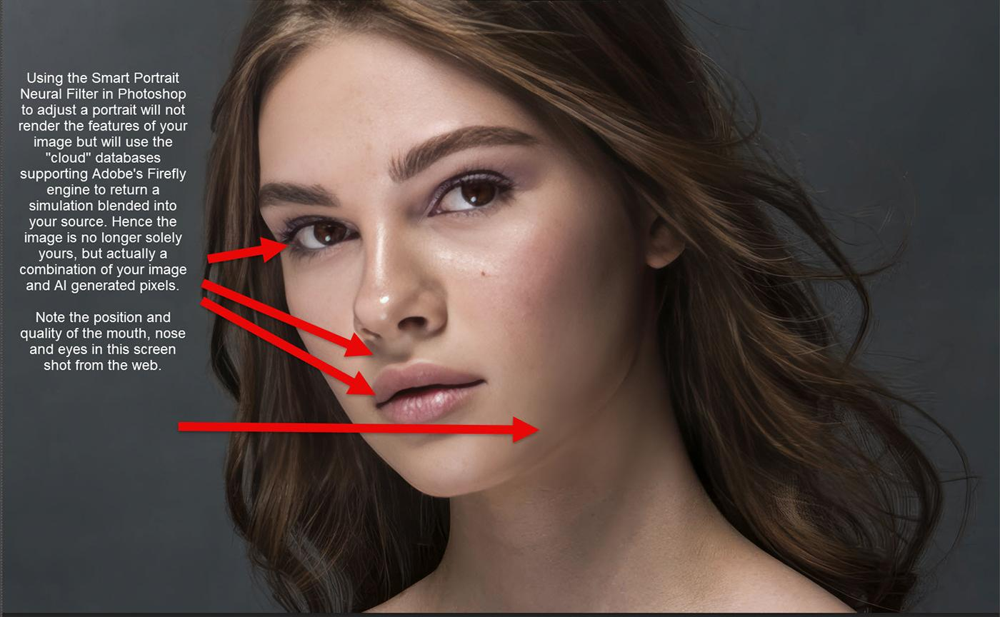 Using the Smart Portrait
Neural Filter in Photoshop
to adjust a portrait will not
render the features of your
image but will use the
"cloud" databases
supporting Adobe's Firefly
engine to return a
simulation blended into
your source. Hence the
image is no longer solely
yours, but actually a
combination of your image
and AI generated pixels.
Note the position and
quality of the mouth, nose
and eyes in this screen
shot from the web.